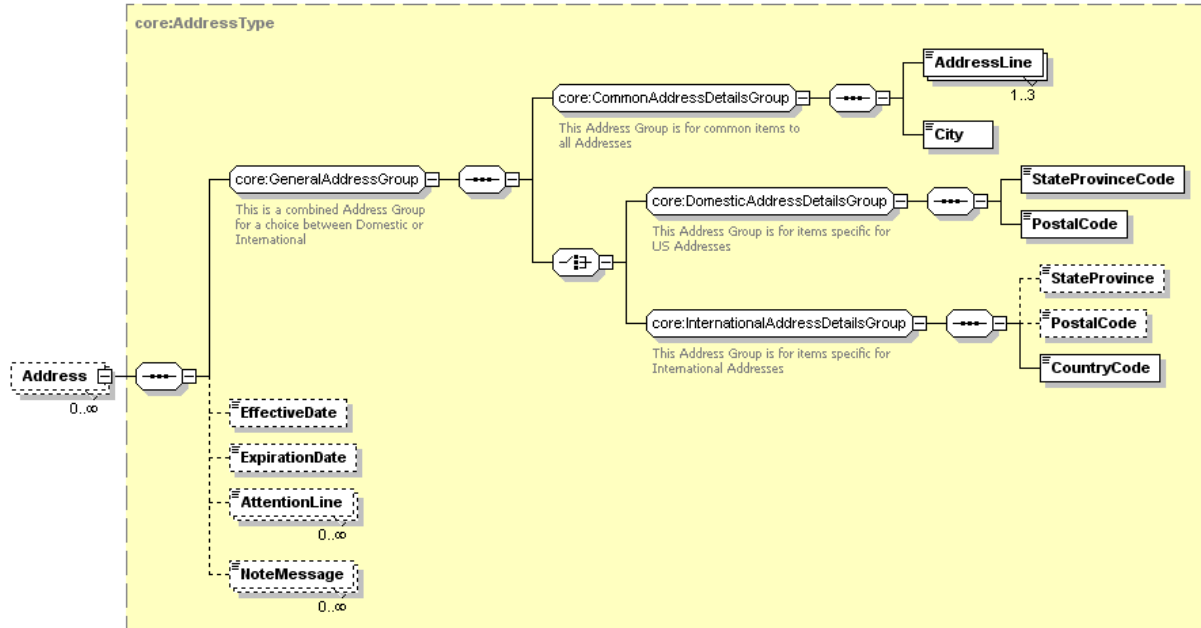 core:AddressType
AddressLine
1..3
core:CommonAddressDetailsGroup
This Address Group is for common items to
all Addresses
City
core:GeneralAddressGroup
This is a combined Address Group
for a choice between Domestic or
International
StateProvinceCode
core:DomesticAddressDetailsGroup
This Address Group is for items specific for
US Addresses
PostalCode
StateProvince
core:InternationalAddressDetailsGroup
This Address Group is for items specific for
International Addresses
PostalCode
CountryCode
Address
0..∞
EffectiveDate
ExpirationDate
AttentionLine
0..∞
NoteMessage
0..∞